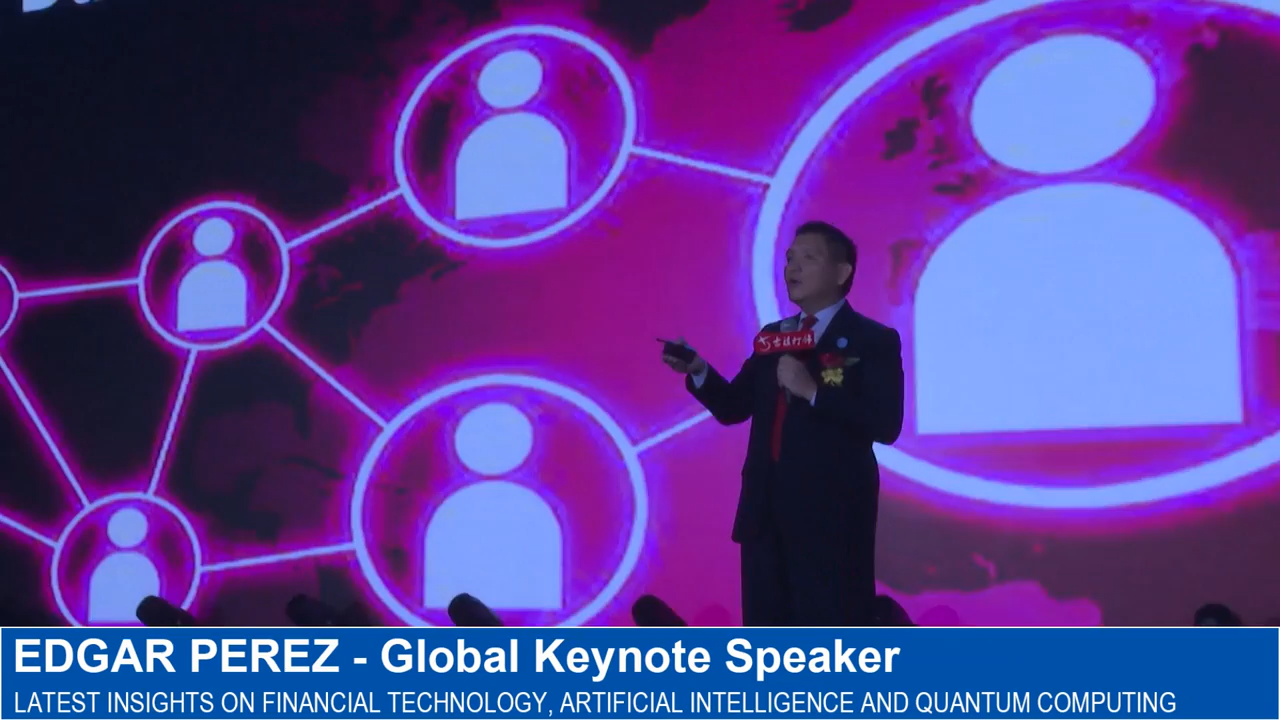 EDGAR PEREZ - Global Keynote Speaker
LATEST INSIGHTS ON FINANCIAL TECHNOLOGY, ARTIFICIAL INTELLIGENCE AND QUANTUM COMPUTING